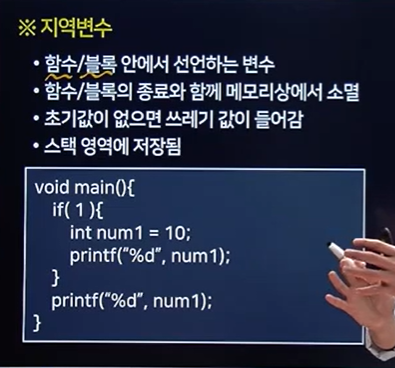 ※ 지역변수
• 함수/블록 안에서 선언하는 변수
• 함수/블록의 종료와 함께 메모리상에서 소멸
• 초기값이 없으면 쓰레기 값이 들어감
• 스택 영역에 저장됨
void main(){
if( 1 ){
int num1 = 10;
printf(“%d”, num1);
}
printf(“%d”, num1);
}